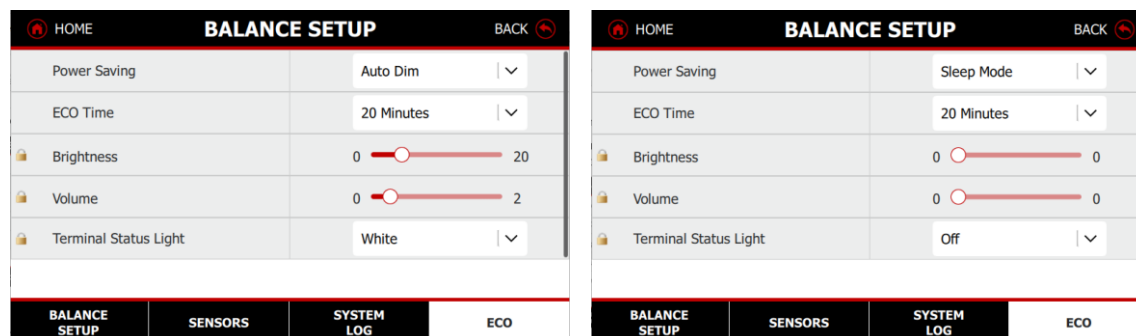 HOME BALANCE SETUP BACK
Power Saving Auto Dim
ECO Time 20 Minutes
Brightness 0 20
Volume 0 2
Terminal Status Light White
BALANCE SETUP SENSORS SYSTEM LOG ECO
HOME BALANCE SETUP BACK
Power Saving Sleep Mode
ECO Time 20 Minutes
Brightness 0 0
Volume 0 0
Terminal Status Light Off
BALANCE SETUP SENSORS SYSTEM LOG ECO